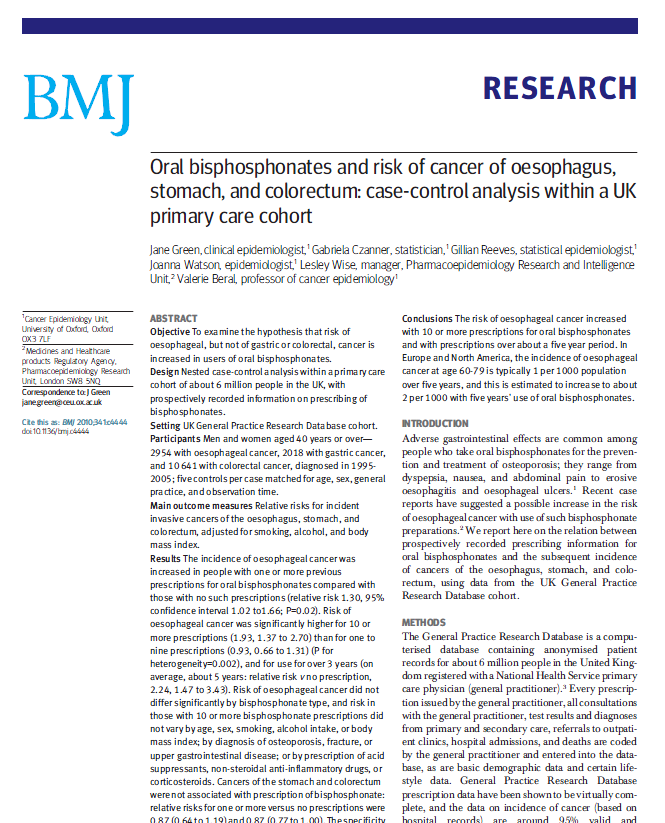 BMJ
RESEARCH
Oral bisphosphonates and risk of cancer of oesophagus,
stomach, and colorectum: case-control analysis within a UK
primary care cohort
Jane Green, clinical epidemiologist,1 Gabriela Czanner, statistician,1 Gillian Reeves, statistical epidemiologist,1
Joanna Watson, epidemiologist,1 Lesley Wise, manager, Pharmacoepidemiology Research and Intelligence
Unit,2 Valerie Beral, professor of cancer epidemiology1
1Cancer Epidemiology Unit,
University of Oxford, Oxford
OX3 7LF
2Medicines and Healthcare
products Regulatory Agency,
Pharmacoepidemiology Research
Unit, London SW8 5NQ
Correspondence to: J Green
jane.green@ceu.ox.ac.uk
Cite this as: BMJ 2010;341:c4444
doi:10.1136/bmj.c4444
ABSTRACT
Objective To examine the hypothesis that risk of
oesophageal, but not of gastric or colorectal, cancer is
increased in users of oral bisphosphonates.
Design Nested case-control analysis within a primary care
cohort of about 6 million people in the UK, with
prospectively recorded information on prescribing of
bisphosphonates.
Setting UK General Practice Research Database cohort.
Participants Men and women aged 40 years or over—
2954 with oesophageal cancer, 2018 with gastric cancer,
and 10 641 with colorectal cancer, diagnosed in 1995-
2005; five controls per case matched for age, sex, general
practice, and observation time.
Main outcome measures Relative risks for incident
invasive cancers of the oesophagus, stomach, and
colorectum, adjusted for smoking, alcohol, and body
mass index.
Results The incidence of oesophageal cancer was
increased in people with one or more previous
prescriptions for oral bisphosphonates compared with
those with no such prescriptions (relative risk 1.30, 95%
confidence interval 1.02 to1.66; P=0.02). Risk of
oesophageal cancer was significantly higher for 10 or
more prescriptions (1.93, 1.37 to 2.70) than for one to
nine prescriptions (0.93, 0.66 to 1.31) (P for
heterogeneity=0.002), and for use for over 3 years (on
average, about 5 years: relative risk v no prescription,
2.24, 1.47 to 3.43). Risk of oesophageal cancer did not
differ significantly by bisphosphonate type, and risk in
those with 10 or more bisphosphonate prescriptions did
not vary by age, sex, smoking, alcohol intake, or body
mass index; by diagnosis of osteoporosis, fracture, or
upper gastrointestinal disease; or by prescription of acid
suppressants, non-steroidal anti-inflammatory drugs, or
corticosteroids. Cancers of the stomach and colorectum
were not associated with prescription of bisphosphonate:
relative risks for one or more versus no prescriptions were
0.87 (0.64 to 1.19) and 0.87 (0.77 to 1.00). The specificity
Conclusions The risk of oesophageal cancer increased
with 10 or more prescriptions for oral bisphosphonates
and with prescriptions over about a five year period. In
Europe and North America, the incidence of oesophageal
cancer at age 60-79 is typically 1 per 1000 population
over five years, and this is estimated to increase to about
2 per 1000 with five years' use of oral bisphosphonates.
INTRODUCTION
Adverse gastrointestinal effects are common among
people who take oral bisphosphonates for the preven-
tion and treatment of osteoporosis; they range from
dyspepsia, nausea, and abdominal pain to erosive
oesophagitis and oesophageal ulcers.1 Recent case
reports have suggested a possible increase in the risk
of oesophageal cancer with use of such bisphosphonate
preparations.2 We report here on the relation between
prospectively recorded prescribing information for
oral bisphosphonates and the subsequent incidence
of cancers of the oesophagus, stomach, and colo-
rectum, using data from the UK General Practice
Research Database cohort.
METHODS
The General Practice Research Database is a compu-
terised database containing anonymised patient
records for about 6 million people in the United King-
dom registered with a National Health Service primary
care physician (general practitioner).3 Every prescrip-
tion issued by the general practitioner, all consultations
with the general practitioner, test results and diagnoses
from primary and secondary care, referrals to outpati-
ent clinics, hospital admissions, and deaths are coded
by the general practitioner and entered into the data-
base, as are basic demographic data and certain life-
style data. General Practice Research Database
prescription data have been shown to be virtually com-
plete, and the data on incidence of cancer (based on
hospital records) are around 95% valid and